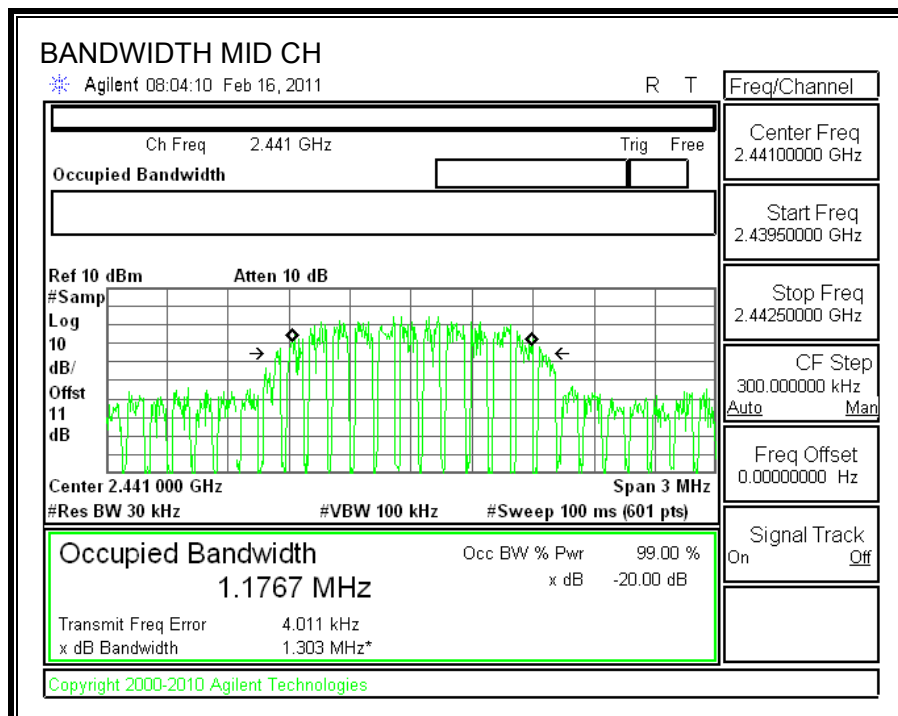 BANDWIDTH MID CH
Agilent 08:04:10 Feb 16, 2011 R T
Ch Freq 2.441 GHz Trig Free
Occupied Bandwidth
Ref 10 dBm Atten 10 dB
#Samp
Log
10
dB/
Offst
11
dB
Center 2.441 000 GHz Span 3 MHz
#Res BW 30 kHz #VBW 100 kHz #Sweep 100 ms (601 pts)
Occupied Bandwidth Occ BW % Pwr 99.00 %
1.1767 MHz x dB -20.00 dB
Transmit Freq Error 4.011 kHz
x dB Bandwidth 1.303 MHz*
Copyright 2000-2010 Agilent Technologies
Freq/Channel
Center Freq
2.44100000 GHz
Start Freq
2.43950000 GHz
Stop Freq
2.44250000 GHz
CF Step
300.000000 kHz
Auto Man
Freq Offset
0.00000000 Hz
Signal Track
On Off